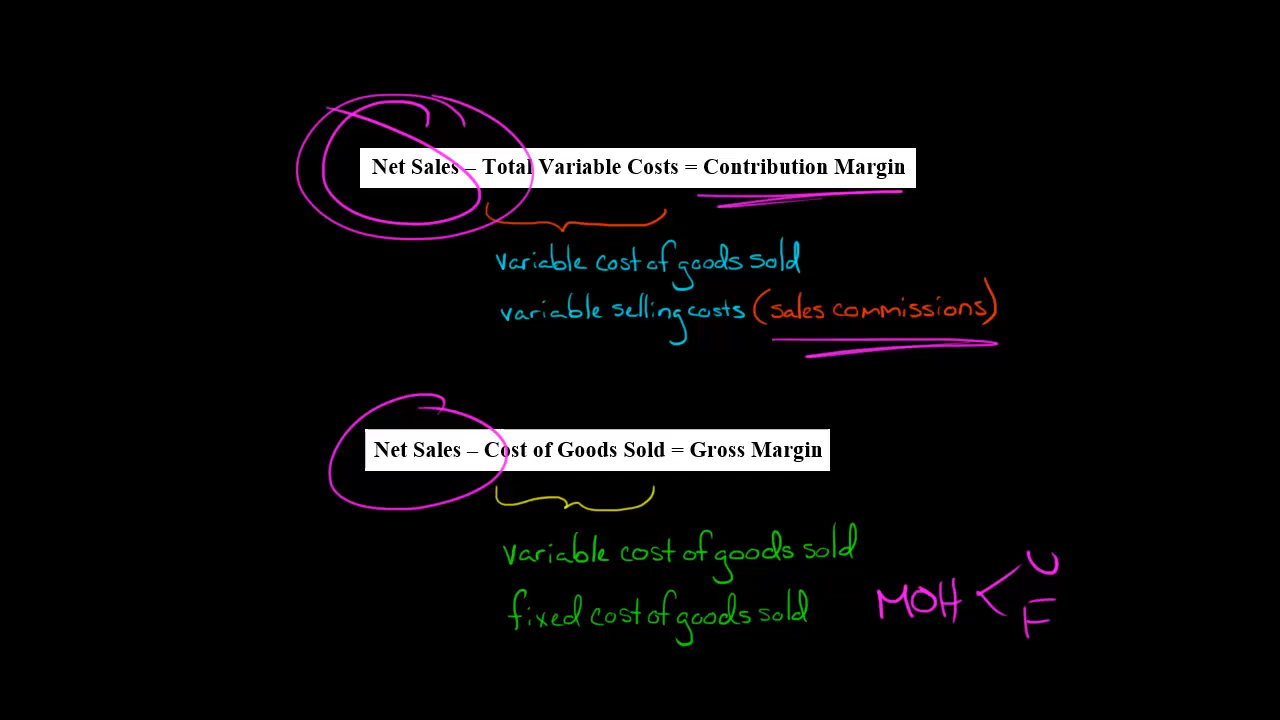 Net Sales – Total Variable Costs = Contribution Margin
variable cost of goods sold
variable selling costs (sales commissions)
Net Sales – Cost of Goods Sold = Gross Margin
variable cost of goods sold
fixed cost of goods sold
MOH < U
F